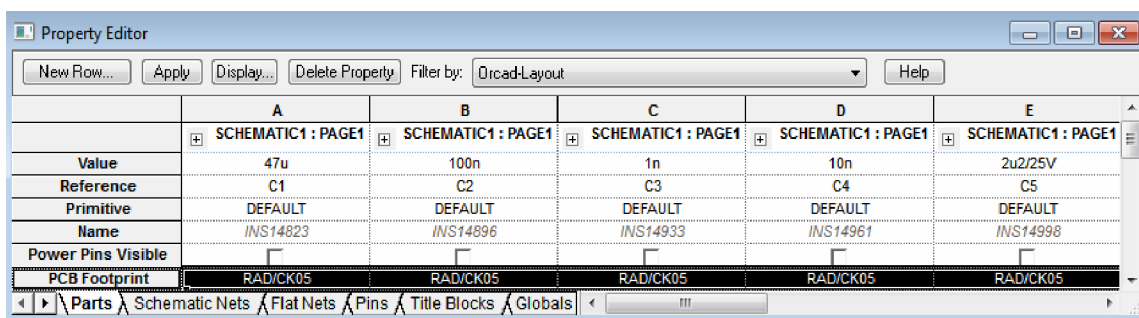 Property Editor
New Row... Apply Display... Delete Property Filter by: Orcad-Layout Help
A B C D E
SCHEMATIC1 : PAGE1 SCHEMATIC1 : PAGE1 SCHEMATIC1 : PAGE1 SCHEMATIC1 : PAGE1 SCHEMATIC1 : PAGE1
Value 47u 100n 1n 10n 2u2/25V
Reference C1 C2 C3 C4 C5
Primitive DEFAULT DEFAULT DEFAULT DEFAULT DEFAULT
Name INS14823 INS14896 INS14933 INS14961 INS14998
Power Pins Visible
PCB Footprint RAD/CK05 RAD/CK05 RAD/CK05 RAD/CK05 RAD/CK05
Parts Schematic Nets Flat Nets Pins Title Blocks Globals